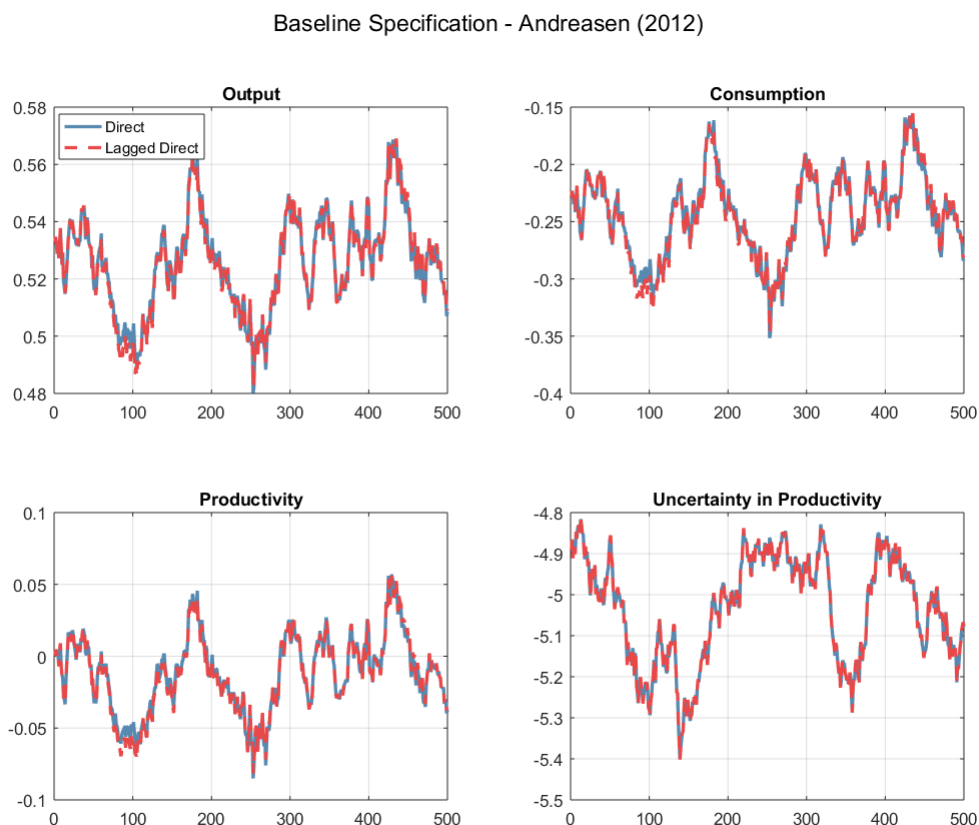 Baseline Specification - Andreasen (2012)
Output
0.58
0.56
0.54
0.52
0.5
0.48
0 100 200 300 400 500
Direct
Lagged Direct
Consumption
-0.15
-0.2
-0.25
-0.3
-0.35
-0.4
0 100 200 300 400 500
Productivity
0.1
0.05
0
-0.05
-0.1
0 100 200 300 400 500
Uncertainty in Productivity
-4.8
-4.9
-5
-5.1
-5.2
-5.3
-5.4
-5.5
0 100 200 300 400 500